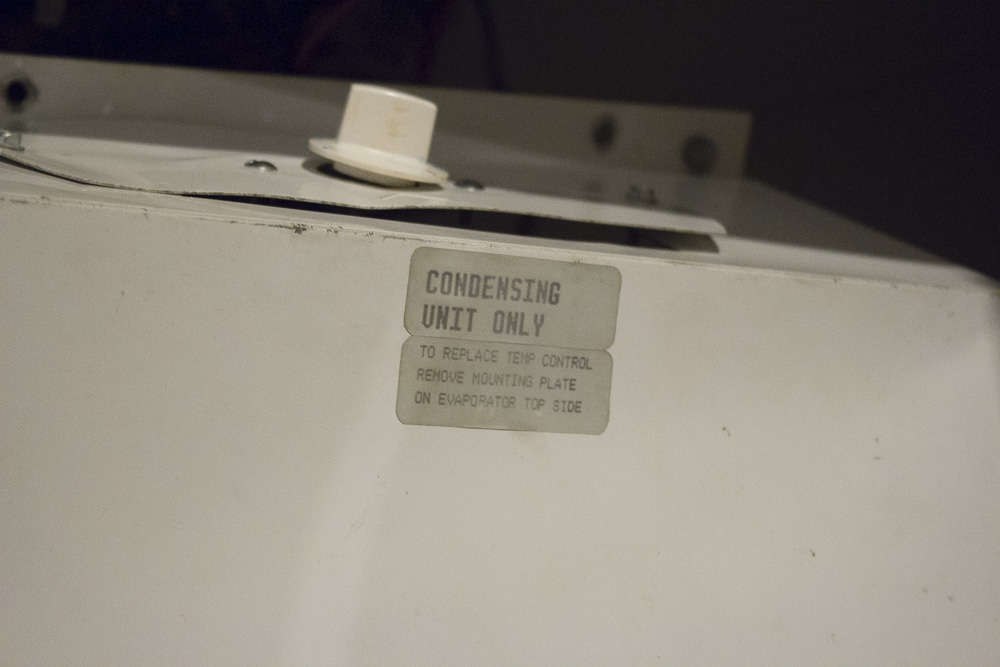 CONDENSING
UNIT ONLY
TO REPLACE TEMP CONTROL
REMOVE MOUNTING PLATE
ON EVAPORATOR TOP SIDE